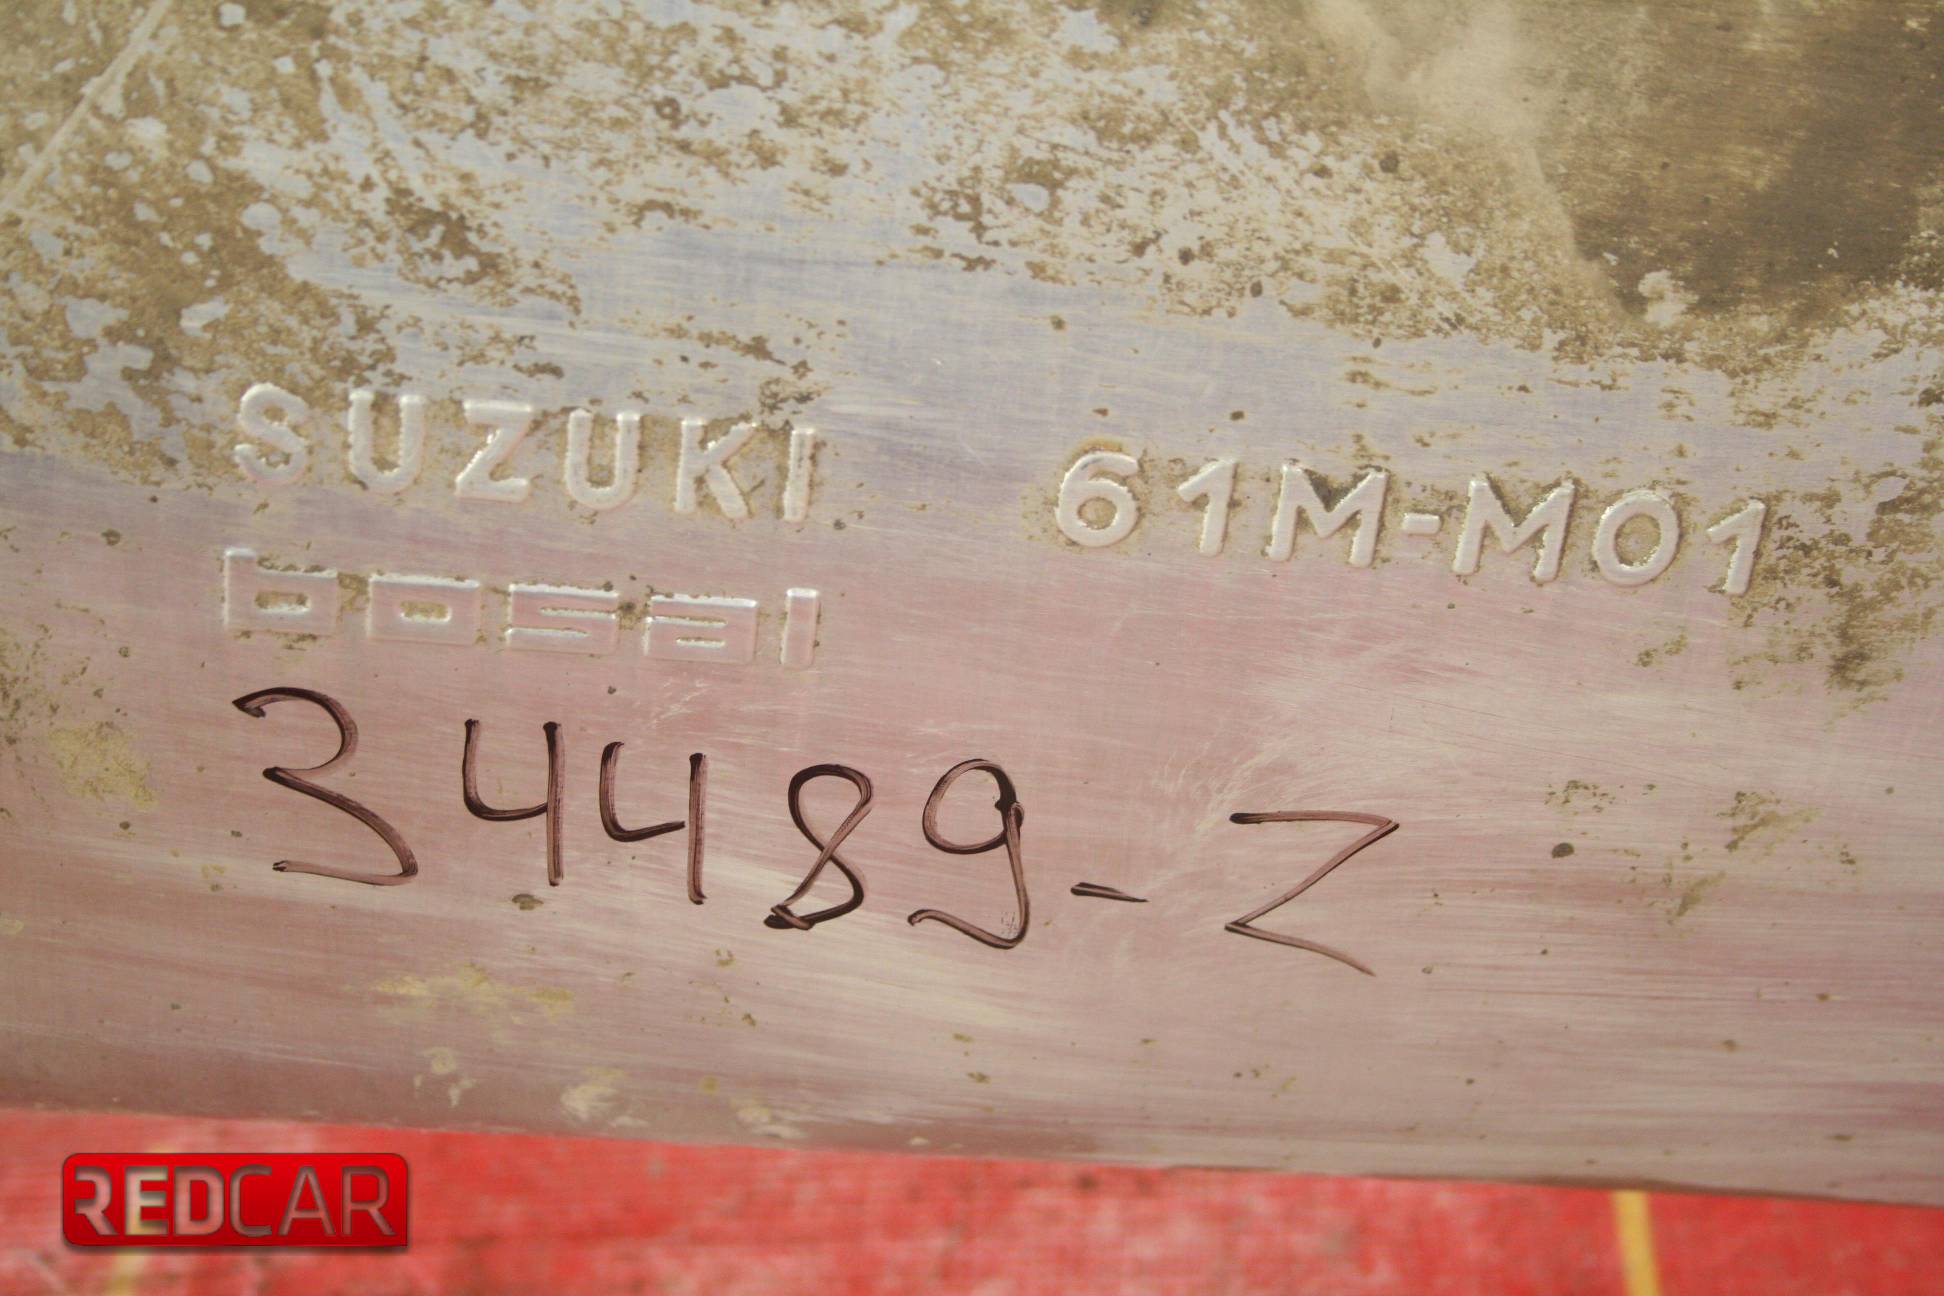 SUZUKI 61M-M01
bosal
34489-Z
REDCAR